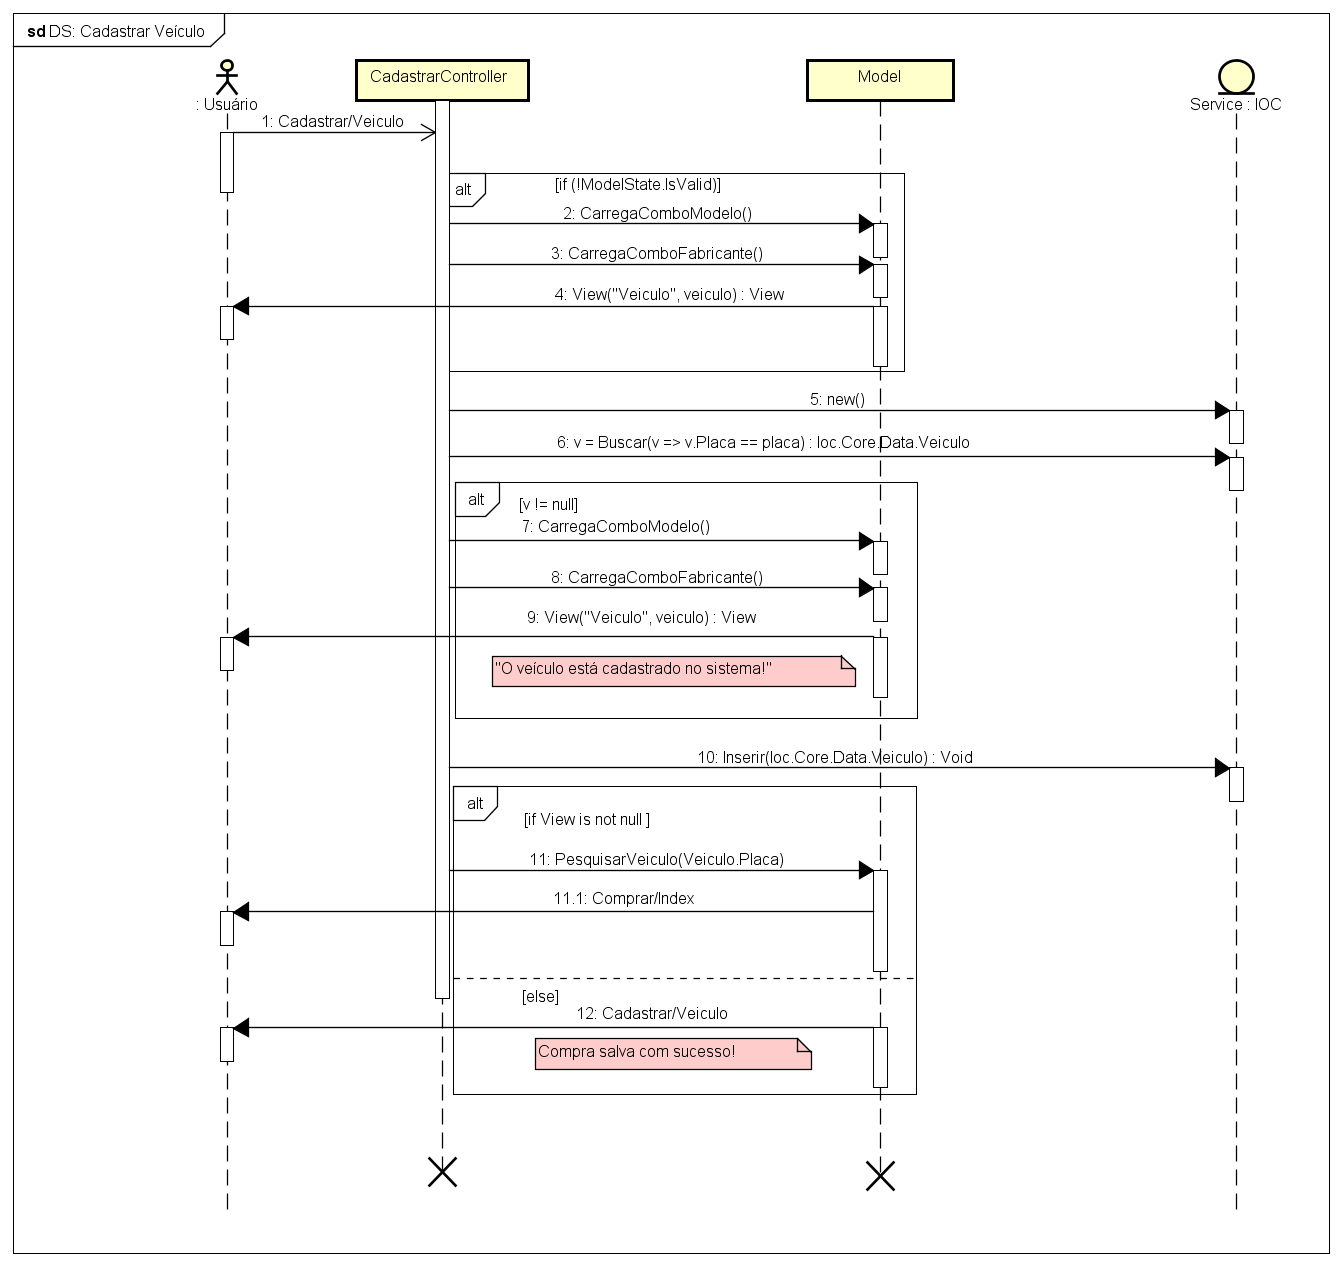 sd DS: Cadastrar Veículo
: Usuário
CadastrarController
Model
Service : IOC
1: Cadastrar/Veiculo
alt
[if (!ModelState.IsValid)]
2: CarregaComboModelo()
3: CarregaComboFabricante()
4: View("Veiculo", veiculo) : View
5: new()
6: v = Buscar(v => v.Placa == placa) : Ioc.Core.Data.Veiculo
alt
[v != null]
7: CarregaComboModelo()
8: CarregaComboFabricante()
9: View("Veiculo", veiculo) : View
"O veículo está cadastrado no sistema!"
10: Inserir(Ioc.Core.Data.Veiculo) : Void
alt
[if View is not null ]
11: PesquisarVeiculo(Veiculo.Placa)
11.1: Comprar/Index
[else]
12: Cadastrar/Veiculo
Compra salva com sucesso!